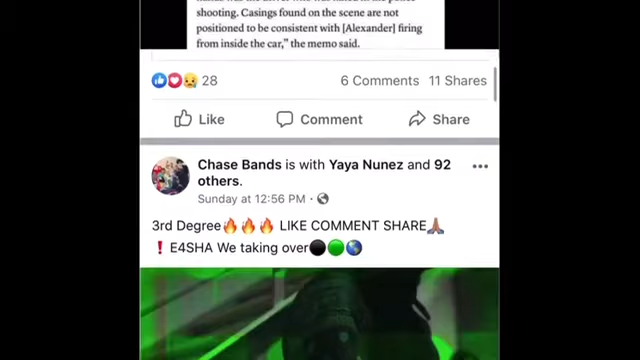 shooting. Casings found on the scene are not
positioned to be consistent with [Alexander] firing
from inside the car,” the memo said.
28 6 Comments 11 Shares
Like Comment Share
Chase Bands is with Yaya Nunez and 92
others.
Sunday at 12:56 PM ·
3rd Degree🔥🔥🔥 LIKE COMMENT SHARE🙏🏽
❗E4SHA We taking over⚫🟢🌎